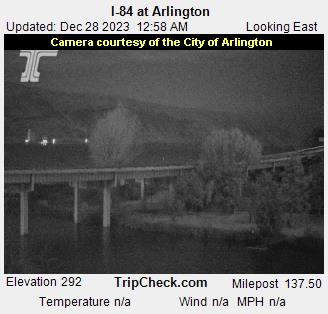 I-84 at Arlington
Updated: Dec 28 2023 12:58 AM Looking East
Camera courtesy of the City of Arlington
Elevation 292 TripCheck.com Milepost 137.50
Temperature n/a Wind n/a MPH n/a